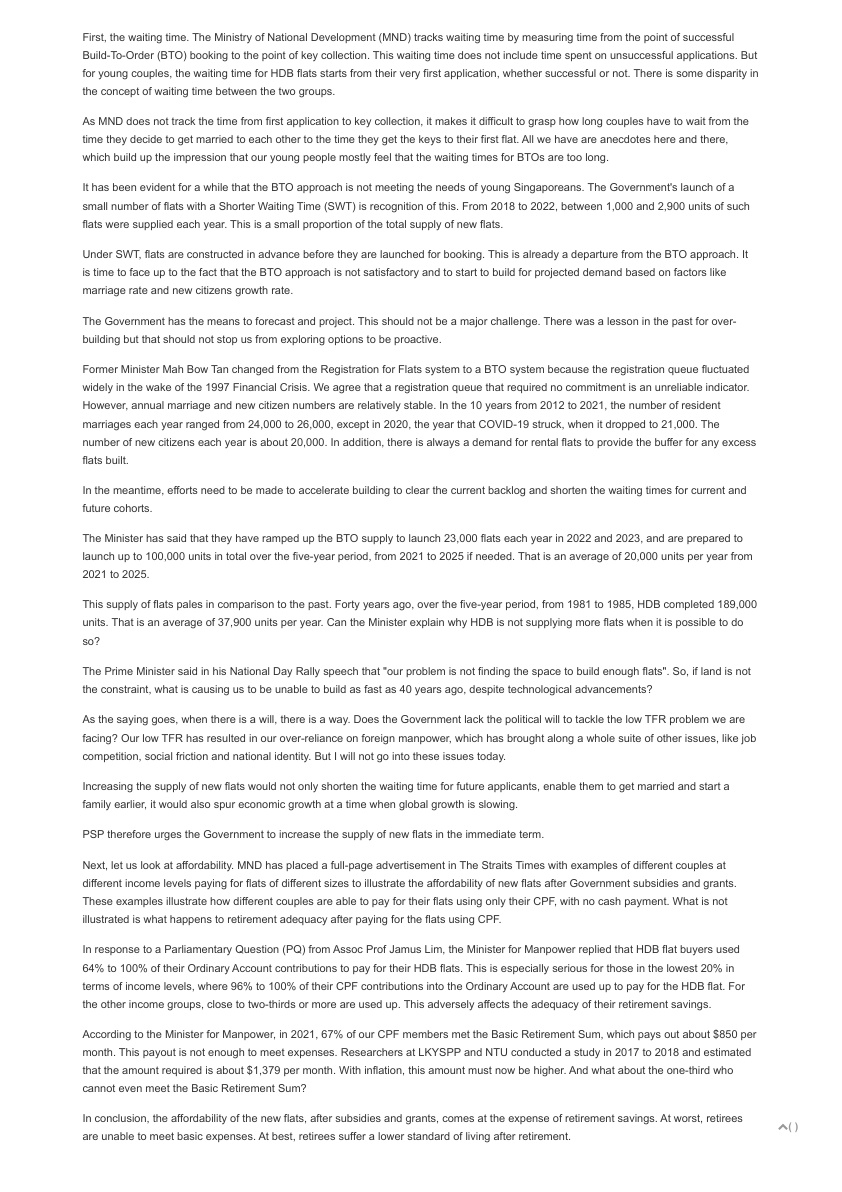 First, the waiting time. The Ministry of National Development (MND) tracks waiting time by measuring time from the point of successful
Build-To-Order (BTO) booking to the point of key collection. This waiting time does not include time spent on unsuccessful applications. But
for young couples, the waiting time for HDB flats starts from their very first application, whether successful or not. There is some disparity in
the concept of waiting time between the two groups.
As MND does not track the time from first application to key collection, it makes it difficult to grasp how long couples have to wait from the
time they decide to get married to each other to the time they get the keys to their first flat. All we have are anecdotes here and there,
which build up the impression that our young people mostly feel that the waiting times for BTOs are too long.
It has been evident for a while that the BTO approach is not meeting the needs of young Singaporeans. The Government's launch of a
small number of flats with a Shorter Waiting Time (SWT) is recognition of this. From 2018 to 2022, between 1,000 and 2,900 units of such
flats were supplied each year. This is a small proportion of the total supply of new flats.
Under SWT, flats are constructed in advance before they are launched for booking. This is already a departure from the BTO approach. It
is time to face up to the fact that the BTO approach is not satisfactory and to start to build for projected demand based on factors like
marriage rate and new citizens growth rate.
The Government has the means to forecast and project. This should not be a major challenge. There was a lesson in the past for over-
building but that should not stop us from exploring options to be proactive.
Former Minister Mah Bow Tan changed from the Registration for Flats system to a BTO system because the registration queue fluctuated
widely in the wake of the 1997 Financial Crisis. We agree that a registration queue that required no commitment is an unreliable indicator.
However, annual marriage and new citizen numbers are relatively stable. In the 10 years from 2012 to 2021, the number of resident
marriages each year ranged from 24,000 to 26,000, except in 2020, the year that COVID-19 struck, when it dropped to 21,000. The
number of new citizens each year is about 20,000. In addition, there is always a demand for rental flats to provide the buffer for any excess
flats built.
In the meantime, efforts need to be made to accelerate building to clear the current backlog and shorten the waiting times for current and
future cohorts.
The Minister has said that they have ramped up the BTO supply to launch 23,000 flats each year in 2022 and 2023, and are prepared to
launch up to 100,000 units in total over the five-year period, from 2021 to 2025 if needed. That is an average of 20,000 units per year from
2021 to 2025.
This supply of flats pales in comparison to the past. Forty years ago, over the five-year period, from 1981 to 1985, HDB completed 189,000
units. That is an average of 37,900 units per year. Can the Minister explain why HDB is not supplying more flats when it is possible to do
so?
The Prime Minister said in his National Day Rally speech that "our problem is not finding the space to build enough flats". So, if land is not
the constraint, what is causing us to be unable to build as fast as 40 years ago, despite technological advancements?
As the saying goes, when there is a will, there is a way. Does the Government lack the political will to tackle the low TFR problem we are
facing? Our low TFR has resulted in our over-reliance on foreign manpower, which has brought along a whole suite of other issues, like job
competition, social friction and national identity. But I will not go into these issues today.
Increasing the supply of new flats would not only shorten the waiting time for future applicants, enable them to get married and start a
family earlier, it would also spur economic growth at a time when global growth is slowing.
PSP therefore urges the Government to increase the supply of new flats in the immediate term.
Next, let us look at affordability. MND has placed a full-page advertisement in The Straits Times with examples of different couples at
different income levels paying for flats of different sizes to illustrate the affordability of new flats after Government subsidies and grants.
These examples illustrate how different couples are able to pay for their flats using only their CPF, with no cash payment. What is not
illustrated is what happens to retirement adequacy after paying for the flats using CPF.
In response to a Parliamentary Question (PQ) from Assoc Prof Jamus Lim, the Minister for Manpower replied that HDB flat buyers used
64% to 100% of their Ordinary Account contributions to pay for their HDB flats. This is especially serious for those in the lowest 20% in
terms of income levels, where 96% to 100% of their CPF contributions into the Ordinary Account are used up to pay for the HDB flat. For
the other income groups, close to two-thirds or more are used up. This adversely affects the adequacy of their retirement savings.
According to the Minister for Manpower, in 2021, 67% of our CPF members met the Basic Retirement Sum, which pays out about $850 per
month. This payout is not enough to meet expenses. Researchers at LKYSPP and NTU conducted a study in 2017 to 2018 and estimated
that the amount required is about $1,379 per month. With inflation, this amount must now be higher. And what about the one-third who
cannot even meet the Basic Retirement Sum?
In conclusion, the affordability of the new flats, after subsidies and grants, comes at the expense of retirement savings. At worst, retirees
are unable to meet basic expenses. At best, retirees suffer a lower standard of living after retirement.
( )